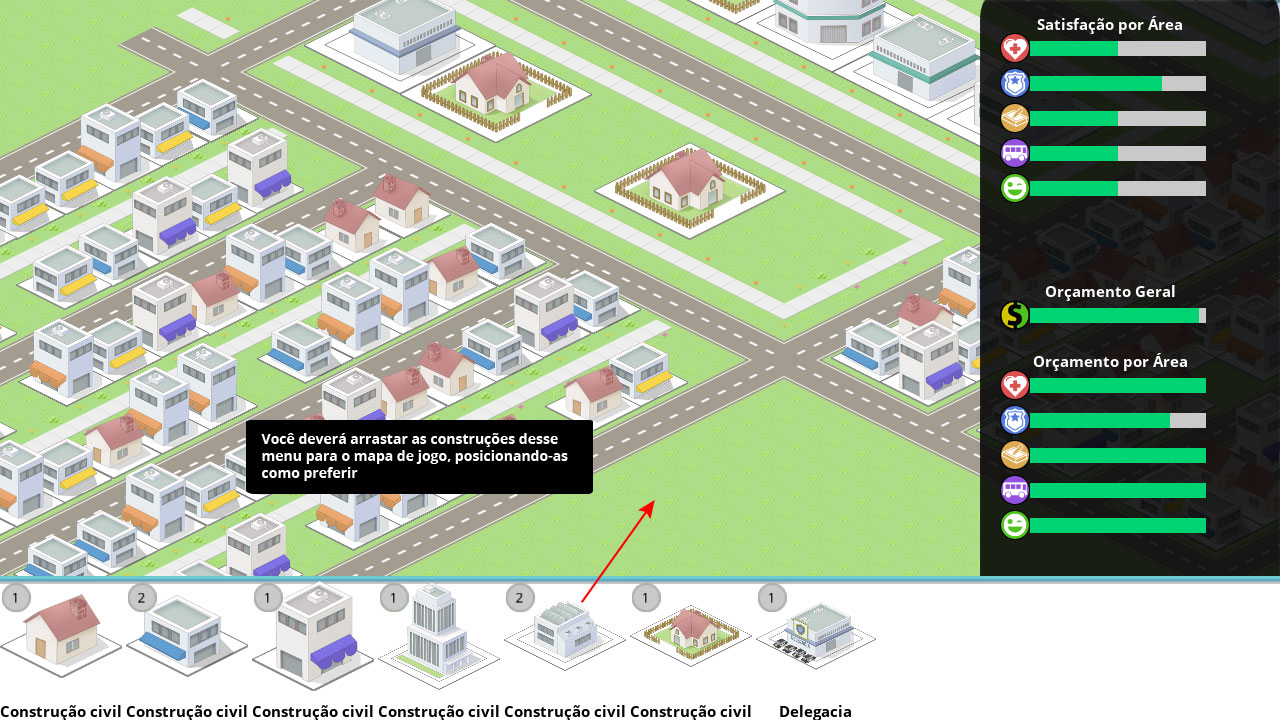 Satisfação por Área
Orçamento Geral
$
Orçamento por Área
Você deverá arrastar as construções desse
menu para o mapa de jogo, posicionando-as
como preferir
1 2 1 1 2 1 1
Construção civil Construção civil Construção civil Construção civil Construção civil Construção civil Delegacia